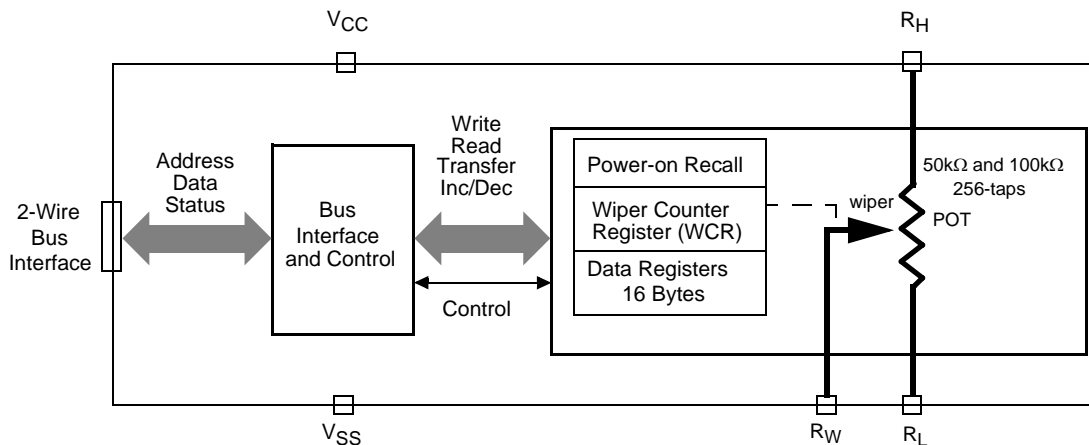 VCC
RH
Write
Read
Transfer
Inc/Dec
Address
Data
Status
Power-on Recall
50kΩ and 100kΩ
256-taps
2-Wire
Bus
Interface
Bus
Interface
and Control
Wiper Counter
Register (WCR)
wiper
POT
Data Registers
16 Bytes
Control
VSS
RW
RL